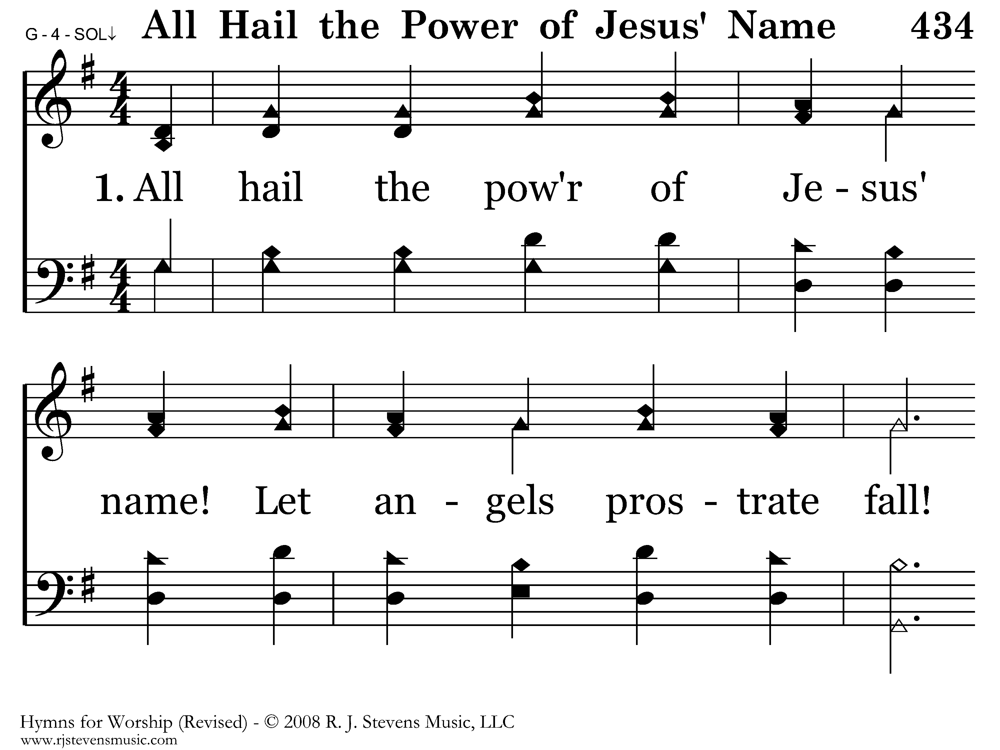 G - 4 - SOL↓ All Hail the Power of Jesus' Name 434
1. All hail the pow'r of Je - sus'
name! Let an - gels pros - trate fall!
Hymns for Worship (Revised) - © 2008 R. J. Stevens Music, LLC
www.rjstevensmusic.com